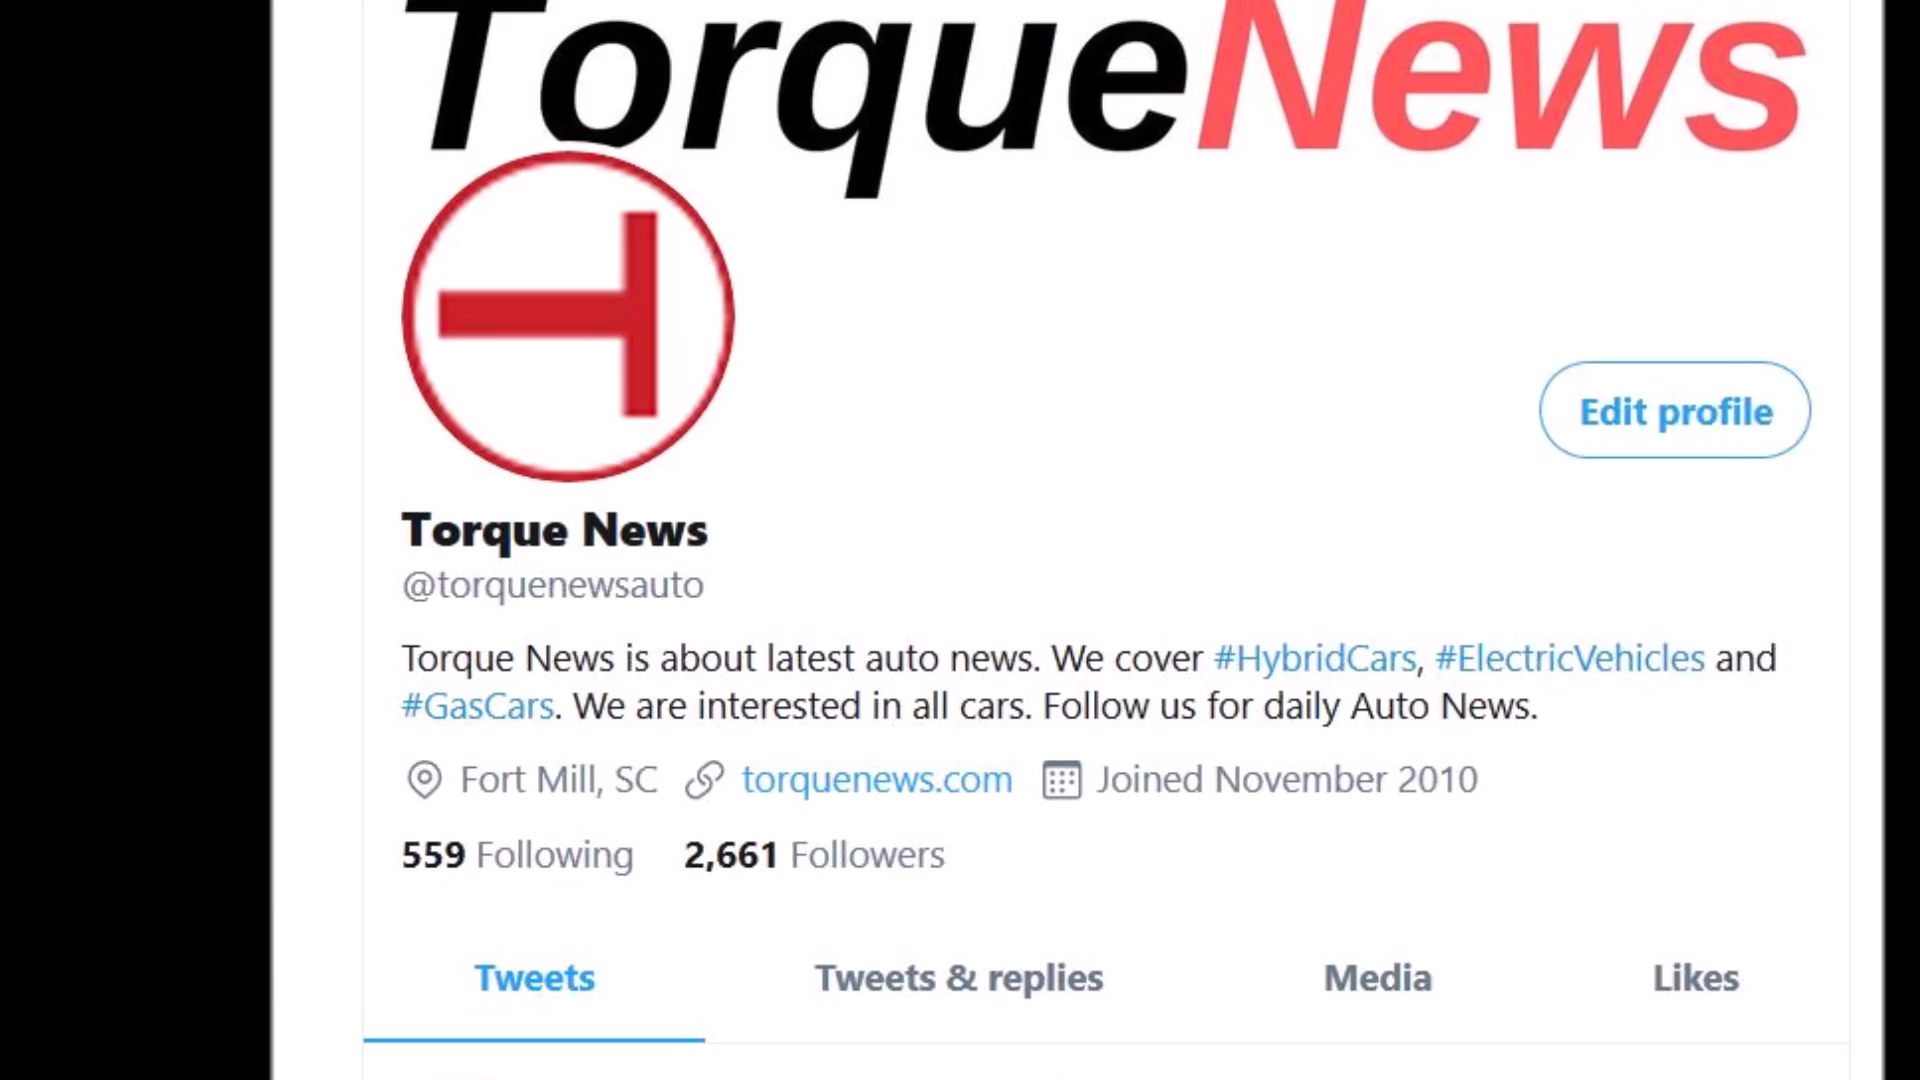 TorqueNews
T
Edit profile
Torque News
@torquenewsauto
Torque News is about latest auto news. We cover #HybridCars, #ElectricVehicles and
#GasCars. We are interested in all cars. Follow us for daily Auto News.
Fort Mill, SC torquenews.com Joined November 2010
559 Following 2,661 Followers
Tweets Tweets & replies Media Likes